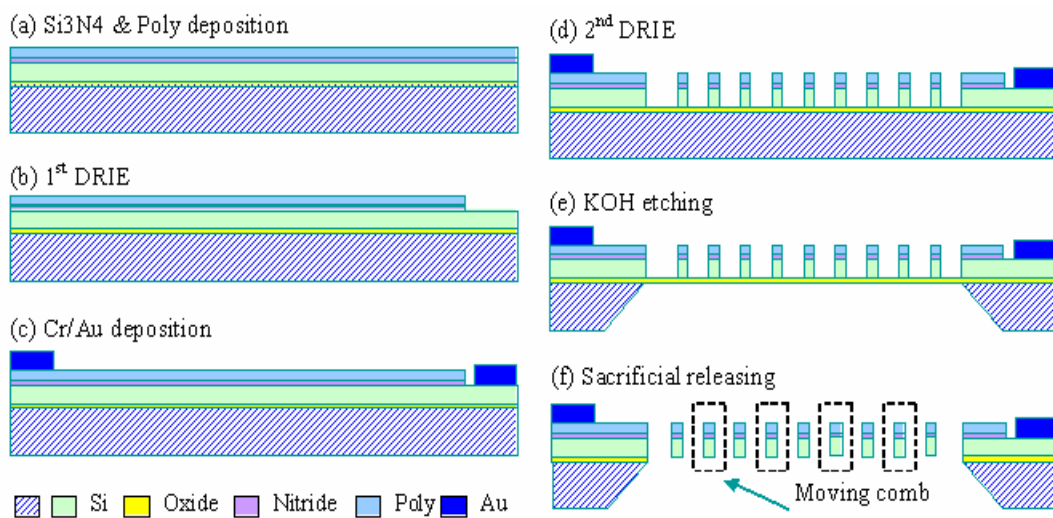 (a) Si3N4 & Poly deposition
(b) 1st DRIE
(c) Cr/Au deposition
Si Oxide Nitride Poly Au
(d) 2nd DRIE
(e) KOH etching
(f) Sacrificial releasing
Moving comb